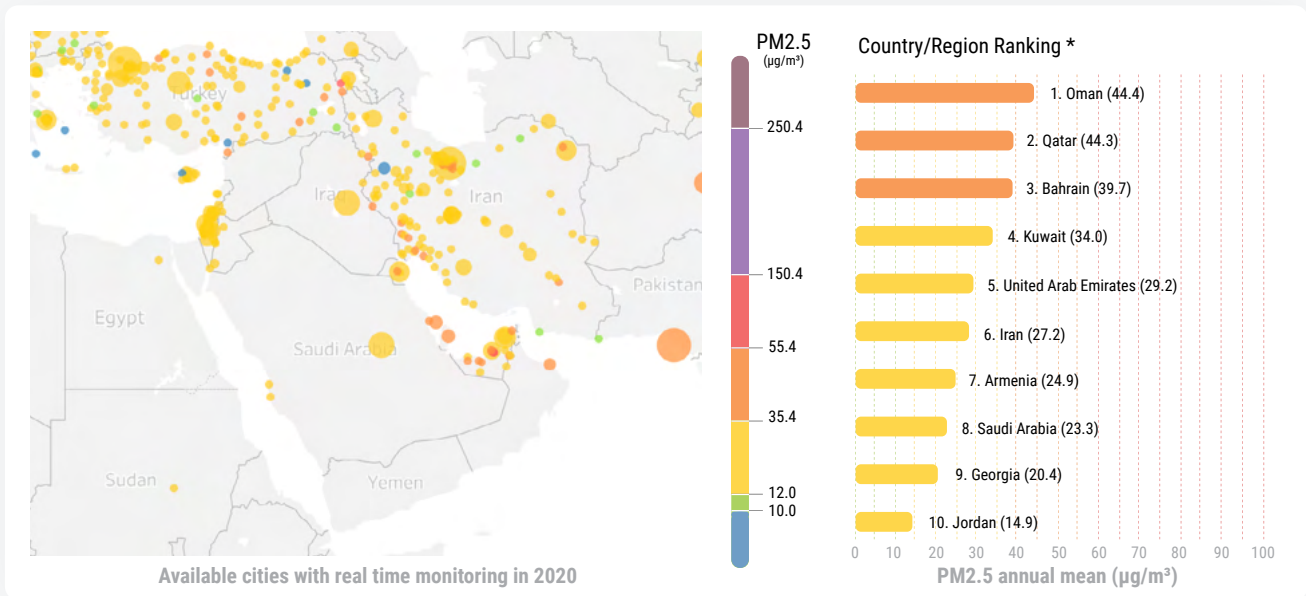 Turkey
Iraq
Iran
Pakistan
Egypt
Saudi Arabia
Sudan
Yemen
Available cities with real time monitoring in 2020
PM2.5
(µg/m³)
250.4
150.4
55.4
35.4
12.0
10.0
Country/Region Ranking *
1. Oman (44.4)
2. Qatar (44.3)
3. Bahrain (39.7)
4. Kuwait (34.0)
5. United Arab Emirates (29.2)
6. Iran (27.2)
7. Armenia (24.9)
8. Saudi Arabia (23.3)
9. Georgia (20.4)
10. Jordan (14.9)
0 10 20 30 40 50 60 70 80 90 100
PM2.5 annual mean (µg/m³)